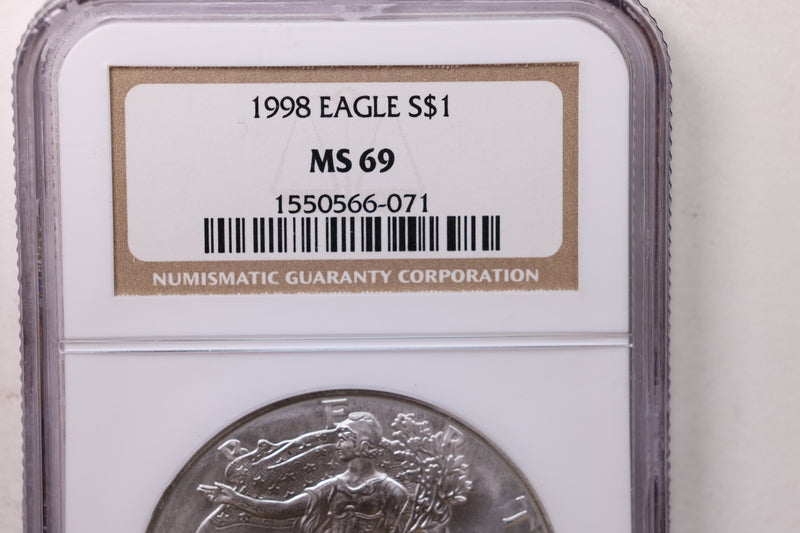 1998 EAGLE S$1
MS 69
1550566-071
NUMISMATIC GUARANTY CORPORATION
B E R T